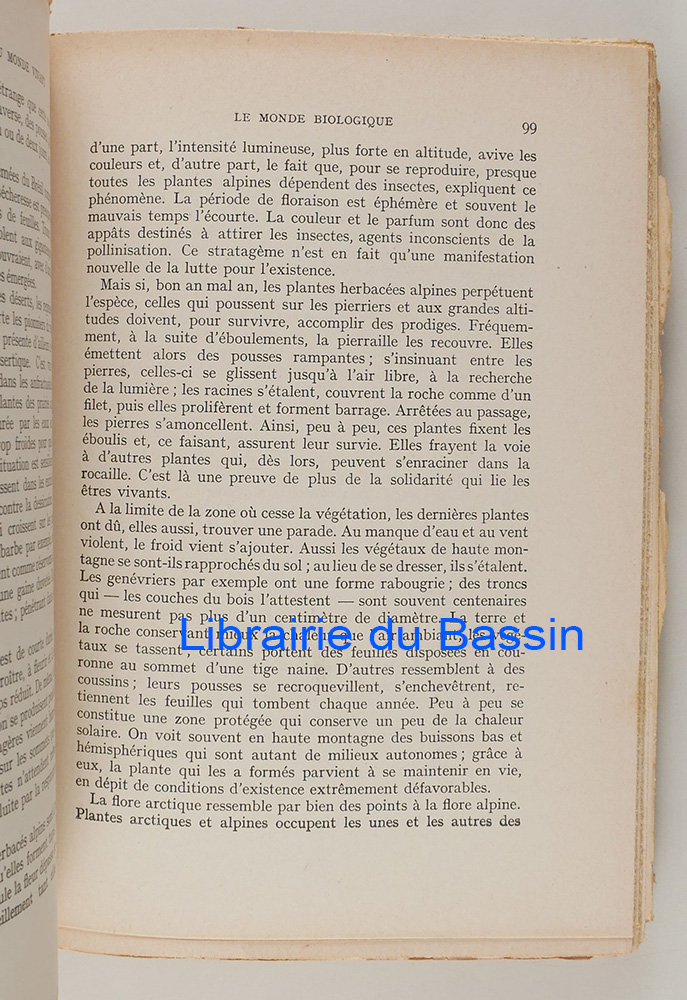 LE MONDE BIOLOGIQUE
99
d'une part, l'intensité lumineuse, plus forte en altitude, avive les
couleurs et, d'autre part, le fait que, pour se reproduire, presque
toutes les plantes alpines dépendent des insectes, expliquent ce
phénomène. La période de floraison est éphémère et souvent le
mauvais temps l'écourte. La couleur et le parfum sont donc des
appâts destinés à attirer les insectes, agents inconscients de la
pollinisation. Ce stratagème n'est en fait qu'une manifestation
nouvelle de la lutte pour l'existence.
Mais si, bon an mal an, les plantes herbacées alpines perpétuent
l'espèce, celles qui poussent sur les pierriers et aux grandes alti-
tudes doivent, pour survivre, accomplir des prodiges. Fréquem-
ment, à la suite d'éboulements, la pierraille les recouvre. Elles
émettent alors des pousses rampantes ; s'insinuant entre les
pierres, celles-ci se glissent jusqu'à l'air libre, à la recherche
de la lumière ; les racines s'étalent, couvrent la roche comme d'un
filet, puis elles prolifèrent et forment barrage. Arrêtées au passage,
les pierres s'amoncellent. Ainsi, peu à peu, ces plantes fixent les
éboulis et, ce faisant, assurent leur survie. Elles frayent la voie
à d'autres plantes qui, dès lors, peuvent s'enraciner dans la
rocaille. C'est là une preuve de plus de la solidarité qui lie les
êtres vivants.
A la limite de la zone où cesse la végétation, les dernières plantes
ont dû, elles aussi, trouver une parade. Au manque d'eau et au vent
violent, le froid vient s'ajouter. Aussi les végétaux de haute mon-
tagne se sont-ils rapprochés du sol ; au lieu de se dresser, ils s'étalent.
Les genévriers par exemple ont une forme rabougrie ; des troncs
qui — les couches du bois l'attestent — sont souvent centenaires
ne mesurent pas plus d'un centimètre de diamètre. La terre et
la roche conservant mieux la chaleur que l'air ambiant, les végé-
taux se tassent ; certains portent des feuilles disposées en cou-
ronne au sommet d'une tige naine. D'autres ressemblent à des
coussins ; leurs pousses se recroquevillent, s'enchevêtrent, re-
tiennent les feuilles qui tombent chaque année. Peu à peu se
constitue une zone protégée qui conserve un peu de la chaleur
solaire. On voit souvent en haute montagne des buissons bas et
hémisphériques qui sont autant de milieux autonomes ; grâce à
eux, la plante qui les a formés parvient à se maintenir en vie,
en dépit de conditions d'existence extrêmement défavorables.
La flore arctique ressemble par bien des points à la flore alpine.
Plantes arctiques et alpines occupent les unes et les autres des
Librairie du Bassin